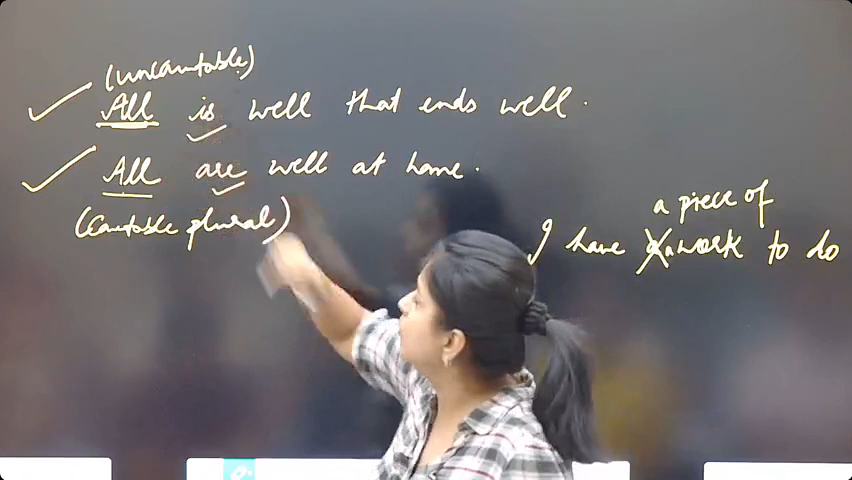 (uncountable)
All is well that ends well.
All are well at home.
(Countable plural)
a piece of
I have a work to do